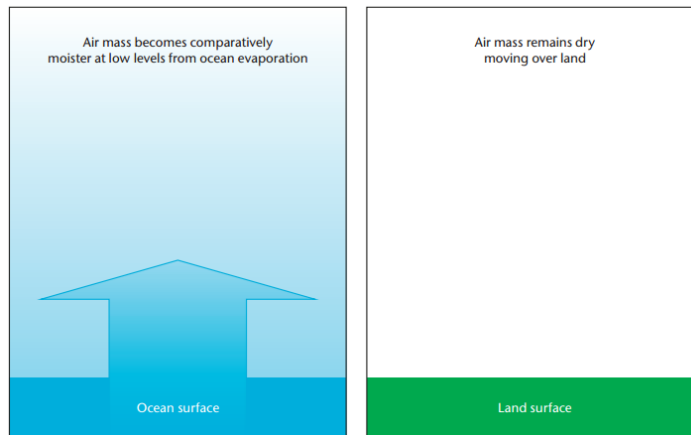 Air mass becomes comparatively
moister at low levels from ocean evaporation
Ocean surface
Air mass remains dry
moving over land
Land surface